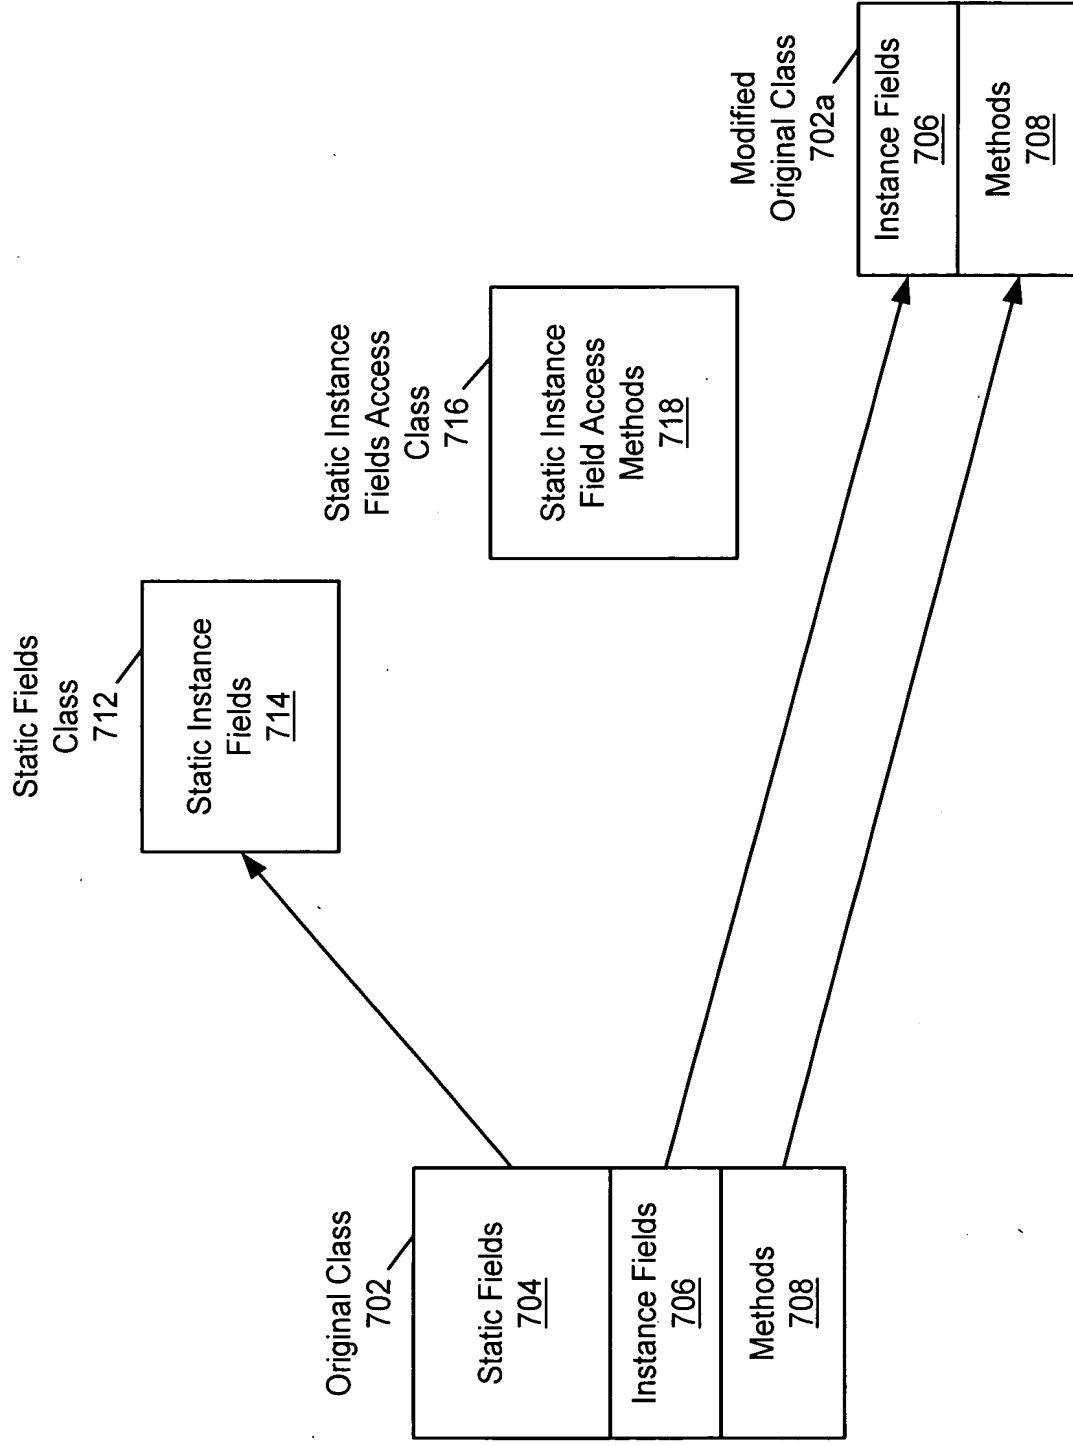 Original Class
702
Static Fields
704
Instance Fields
706
Methods
708
Static Fields
Class
712
Static Instance
Fields
714
Static Instance
Fields Access
Class
716
Static Instance
Field Access
Methods
718
Modified
Original Class
702a
Instance Fields
706
Methods
708